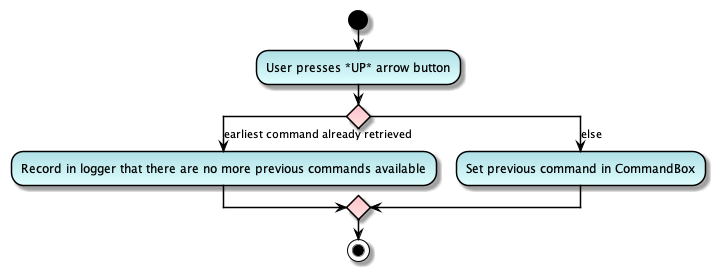 User presses *UP* arrow button
earliest command already retrieved
else
Record in logger that there are no more previous commands available
Set previous command in CommandBox